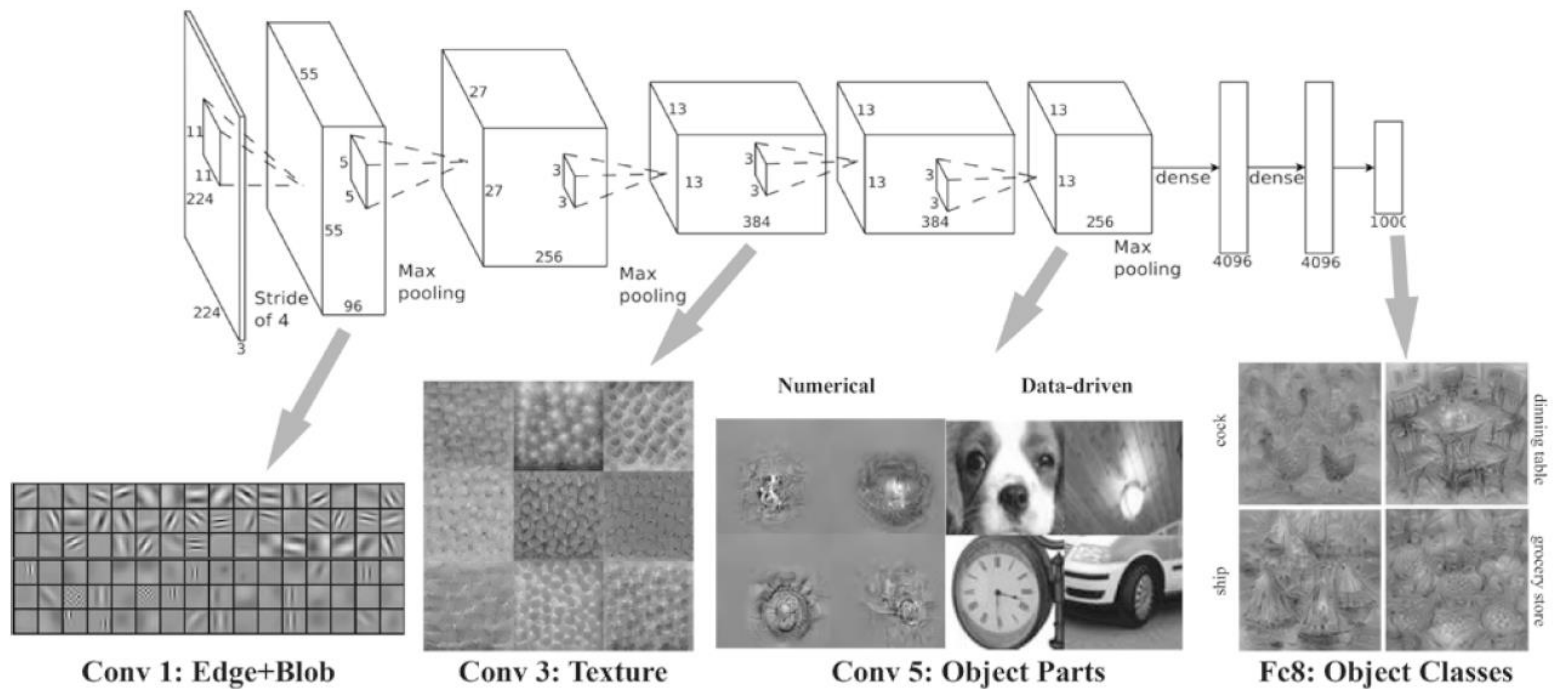 55
27
13
13
13
11
11
224
224
3
Stride
of 4
55
5
5
96
Max
pooling
27
3
3
256
Max
pooling
13
3
3
384
13
3
3
384
13
256
Max
pooling
dense
4096
dense
4096
1000
Numerical
Data-driven
cock
ship
dinning table
grocery store
Conv 1: Edge+Blob
Conv 3: Texture
Conv 5: Object Parts
Fc8: Object Classes